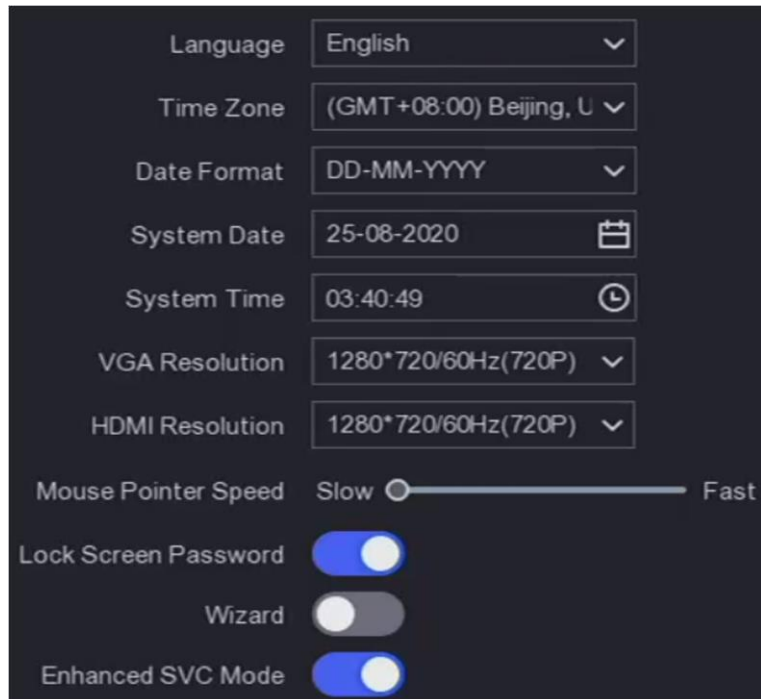 Language English
Time Zone (GMT+08:00) Beijing, U
Date Format DD-MM-YYYY
System Date 25-08-2020
System Time 03:40:49
VGA Resolution 1280*720/60Hz(720P)
HDMI Resolution 1280*720/60Hz(720P)
Mouse Pointer Speed Slow Fast
Lock Screen Password
Wizard
Enhanced SVC Mode